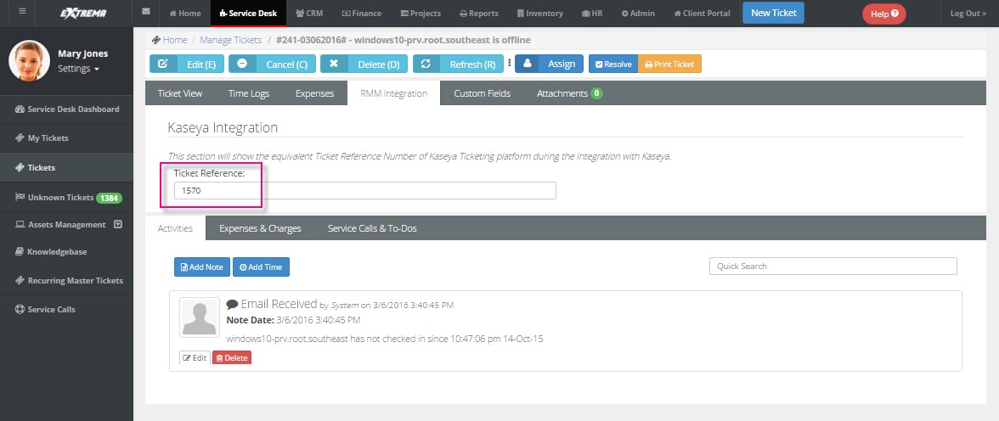 EXTREMA Home Service Desk CRM Finance Projects Reports Inventory HR Admin Client Portal New Ticket Help Log Out »
Mary Jones
Settings
Home / Manage Tickets / #241-03062016# - windows10-prv.root.southeast is offline
Edit (E) Cancel (C) Delete (D) Refresh (R) Assign Resolve Print Ticket
Ticket View Time Logs Expenses RMM Integration Custom Fields Attachments 0
Service Desk Dashboard
My Tickets
Tickets
Unknown Tickets 1384
Assets Management
Knowledgebase
Recurring Master Tickets
Service Calls
Kaseya Integration
This section will show the equivalent Ticket Reference Number of Kaseya Ticketing platform during the integration with Kaseya.
Ticket Reference:
1570
Activities Expenses & Charges Service Calls & To-Dos
Add Note Add Time Quick Search
Email Received by System on 3/6/2016 3:40:45 PM
Note Date: 3/6/2016 3:40:45 PM
windows10-prv.root.southeast has not checked in since 10:47:06 pm 14-Oct-15
Edit Delete